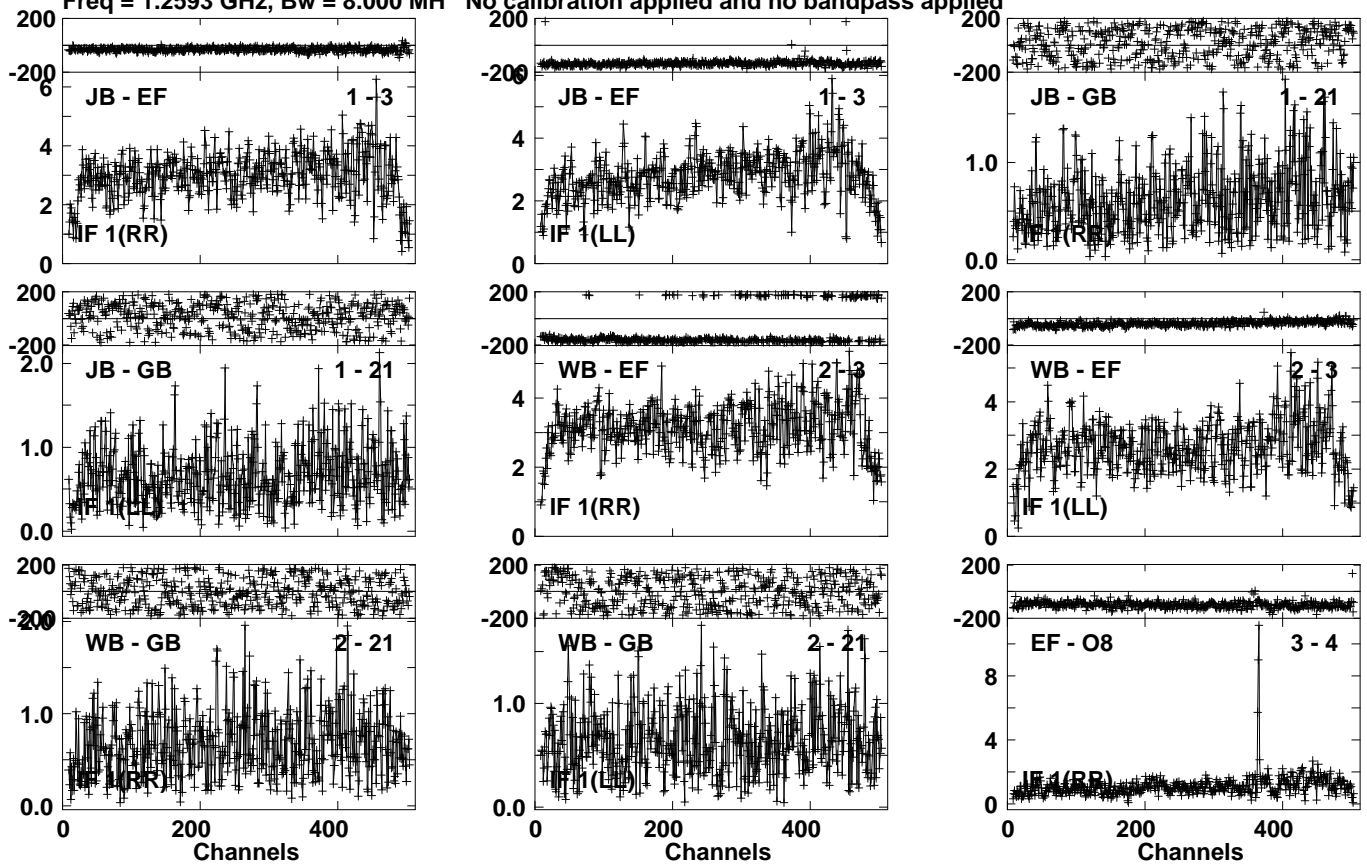 Freq = 1.2593 GHz, Bw = 8.000 MH No calibration applied and no bandpass applied
200
-200
6
4
2
0
JB - EF 1 - 3
IF 1(RR)
200
-200
6
4
2
0
JB - EF 1 - 3
IF 1(LL)
200
-200
1.0
0.0
JB - GB 1 - 21
IF 1(RR)
200
-200
2.0
1.0
0.0
JB - GB 1 - 21
IF 1(LL)
200
-200
4
2
0
WB - EF 2 - 3
IF 1(RR)
200
-200
4
2
0
WB - EF 2 - 3
IF 1(LL)
200
-200
2.0
1.0
0.0
WB - GB 2 - 21
IF 1(RR)
0 200 400
Channels
200
-200
1.0
0.0
WB - GB 2 - 21
IF 1(LL)
0 200 400
Channels
200
-200
8
4
0
EF - O8 3 - 4
IF 1(RR)
0 200 400
Channels